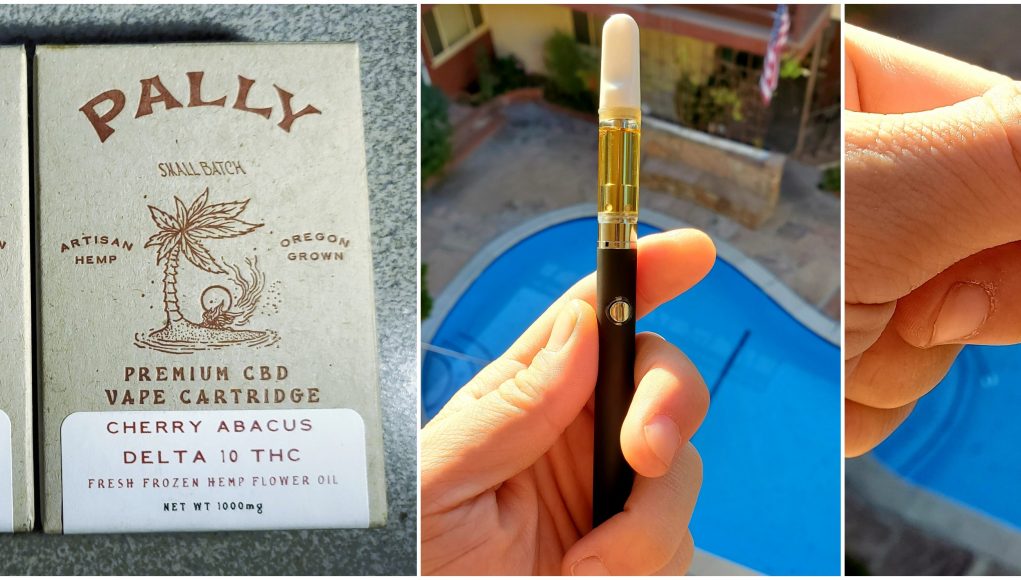 PALLY
SMALL BATCH
ARTISAN
HEMP
OREGON
GROWN
PREMIUM CBD
VAPE CARTRIDGE
CHERRY ABACUS
DELTA 10 THC
FRESH FROZEN HEMP FLOWER OIL
NET WT 1000mg